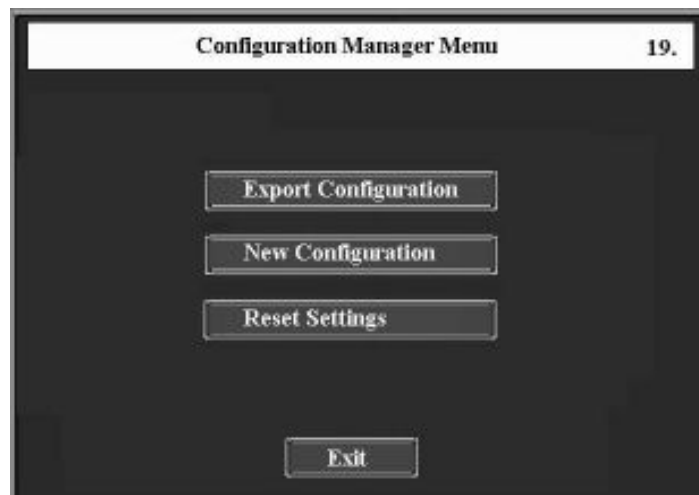 Configuration Manager Menu 19.
Export Configuration
New Configuration
Reset Settings
Exit